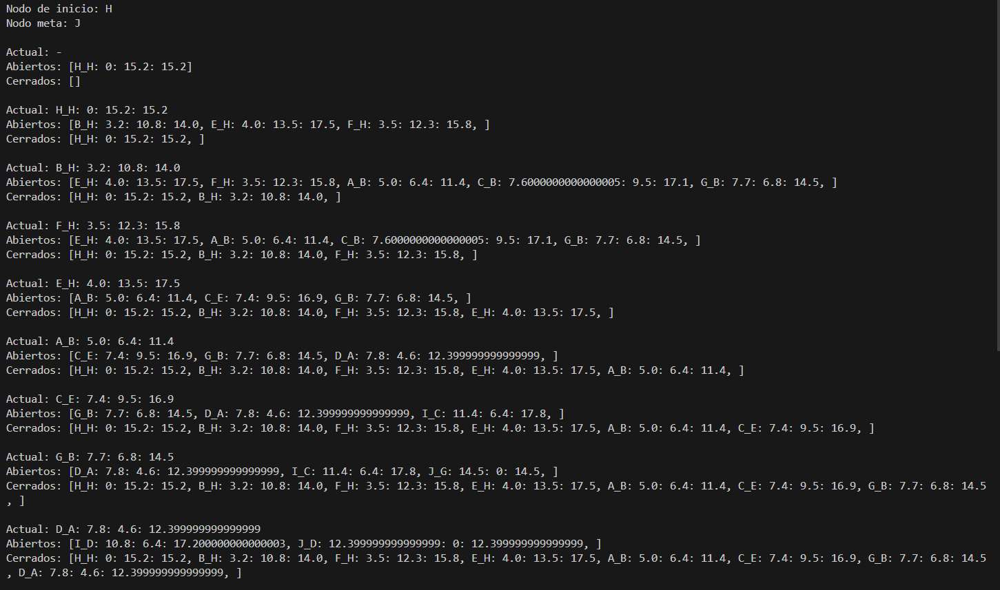 Nodo de inicio: H
Nodo meta: J
Actual: -
Abiertos: [H_H: 0: 15.2: 15.2]
Cerrados: []
Actual: H_H: 0: 15.2: 15.2
Abiertos: [B_H: 3.2: 10.8: 14.0, E_H: 4.0: 13.5: 17.5, F_H: 3.5: 12.3: 15.8, ]
Cerrados: [H_H: 0: 15.2: 15.2, ]
Actual: B_H: 3.2: 10.8: 14.0
Abiertos: [E_H: 4.0: 13.5: 17.5, F_H: 3.5: 12.3: 15.8, A_B: 5.0: 6.4: 11.4, C_B: 7.6000000000000005: 9.5: 17.1, G_B: 7.7: 6.8: 14.5, ]
Cerrados: [H_H: 0: 15.2: 15.2, B_H: 3.2: 10.8: 14.0, ]
Actual: F_H: 3.5: 12.3: 15.8
Abiertos: [E_H: 4.0: 13.5: 17.5, A_B: 5.0: 6.4: 11.4, C_B: 7.6000000000000005: 9.5: 17.1, G_B: 7.7: 6.8: 14.5, ]
Cerrados: [H_H: 0: 15.2: 15.2, B_H: 3.2: 10.8: 14.0, F_H: 3.5: 12.3: 15.8, ]
Actual: E_H: 4.0: 13.5: 17.5
Abiertos: [A_B: 5.0: 6.4: 11.4, C_E: 7.4: 9.5: 16.9, G_B: 7.7: 6.8: 14.5, ]
Cerrados: [H_H: 0: 15.2: 15.2, B_H: 3.2: 10.8: 14.0, F_H: 3.5: 12.3: 15.8, E_H: 4.0: 13.5: 17.5, ]
Actual: A_B: 5.0: 6.4: 11.4
Abiertos: [C_E: 7.4: 9.5: 16.9, G_B: 7.7: 6.8: 14.5, D_A: 7.8: 4.6: 12.399999999999999, ]
Cerrados: [H_H: 0: 15.2: 15.2, B_H: 3.2: 10.8: 14.0, F_H: 3.5: 12.3: 15.8, E_H: 4.0: 13.5: 17.5, A_B: 5.0: 6.4: 11.4, ]
Actual: C_E: 7.4: 9.5: 16.9
Abiertos: [G_B: 7.7: 6.8: 14.5, D_A: 7.8: 4.6: 12.399999999999999, I_C: 11.4: 6.4: 17.8, ]
Cerrados: [H_H: 0: 15.2: 15.2, B_H: 3.2: 10.8: 14.0, F_H: 3.5: 12.3: 15.8, E_H: 4.0: 13.5: 17.5, A_B: 5.0: 6.4: 11.4, C_E: 7.4: 9.5: 16.9, ]
Actual: G_B: 7.7: 6.8: 14.5
Abiertos: [D_A: 7.8: 4.6: 12.399999999999999, I_C: 11.4: 6.4: 17.8, J_G: 14.5: 0: 14.5, ]
Cerrados: [H_H: 0: 15.2: 15.2, B_H: 3.2: 10.8: 14.0, F_H: 3.5: 12.3: 15.8, E_H: 4.0: 13.5: 17.5, A_B: 5.0: 6.4: 11.4, C_E: 7.4: 9.5: 16.9, G_B: 7.7: 6.8: 14.5
, ]
Actual: D_A: 7.8: 4.6: 12.399999999999999
Abiertos: [I_D: 10.8: 6.4: 17.200000000000003, J_D: 12.399999999999999: 0: 12.399999999999999, ]
Cerrados: [H_H: 0: 15.2: 15.2, B_H: 3.2: 10.8: 14.0, F_H: 3.5: 12.3: 15.8, E_H: 4.0: 13.5: 17.5, A_B: 5.0: 6.4: 11.4, C_E: 7.4: 9.5: 16.9, G_B: 7.7: 6.8: 14.5
, D_A: 7.8: 4.6: 12.399999999999999, ]